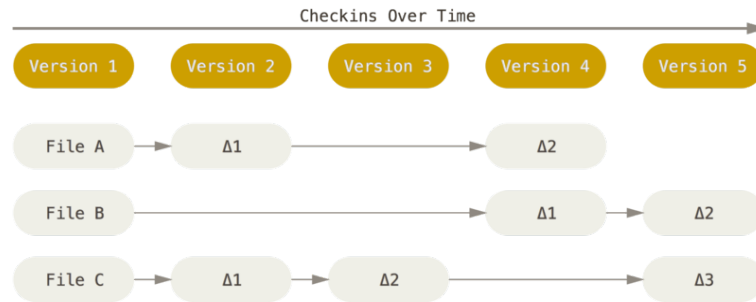 Checkins Over Time
Version 1 Version 2 Version 3 Version 4 Version 5
File A Δ1 Δ2
File B Δ1 Δ2
File C Δ1 Δ2 Δ3